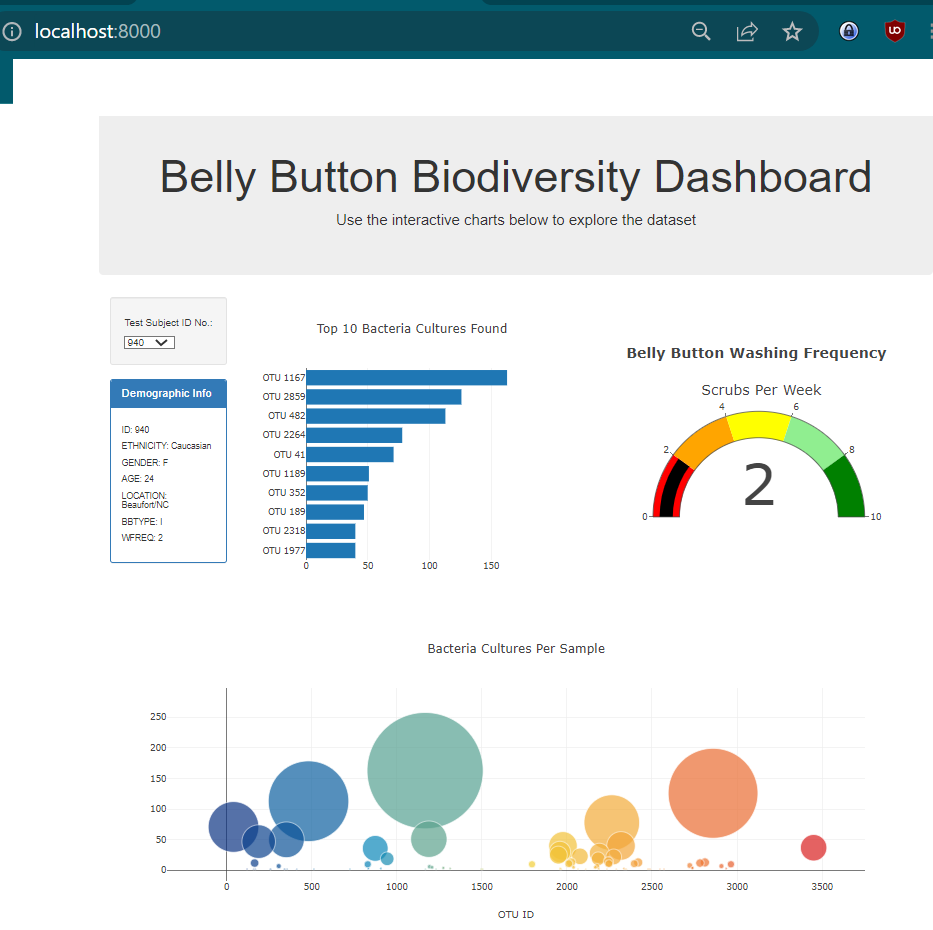 localhost:8000
Belly Button Biodiversity Dashboard
Use the interactive charts below to explore the dataset
Test Subject ID No.:
940
Demographic Info
ID: 940
ETHNICITY: Caucasian
GENDER: F
AGE: 24
LOCATION:
Beaufort/NC
BBTYPE: I
WFREQ: 2
Top 10 Bacteria Cultures Found
OTU 1167
OTU 2859
OTU 482
OTU 2264
OTU 41
OTU 1189
OTU 352
OTU 189
OTU 2318
OTU 1977
0 50 100 150
Belly Button Washing Frequency
Scrubs Per Week
4 6
2 8
2
0 10
Bacteria Cultures Per Sample
250
200
150
100
50
0
0 500 1000 1500 2000 2500 3000 3500
OTU ID